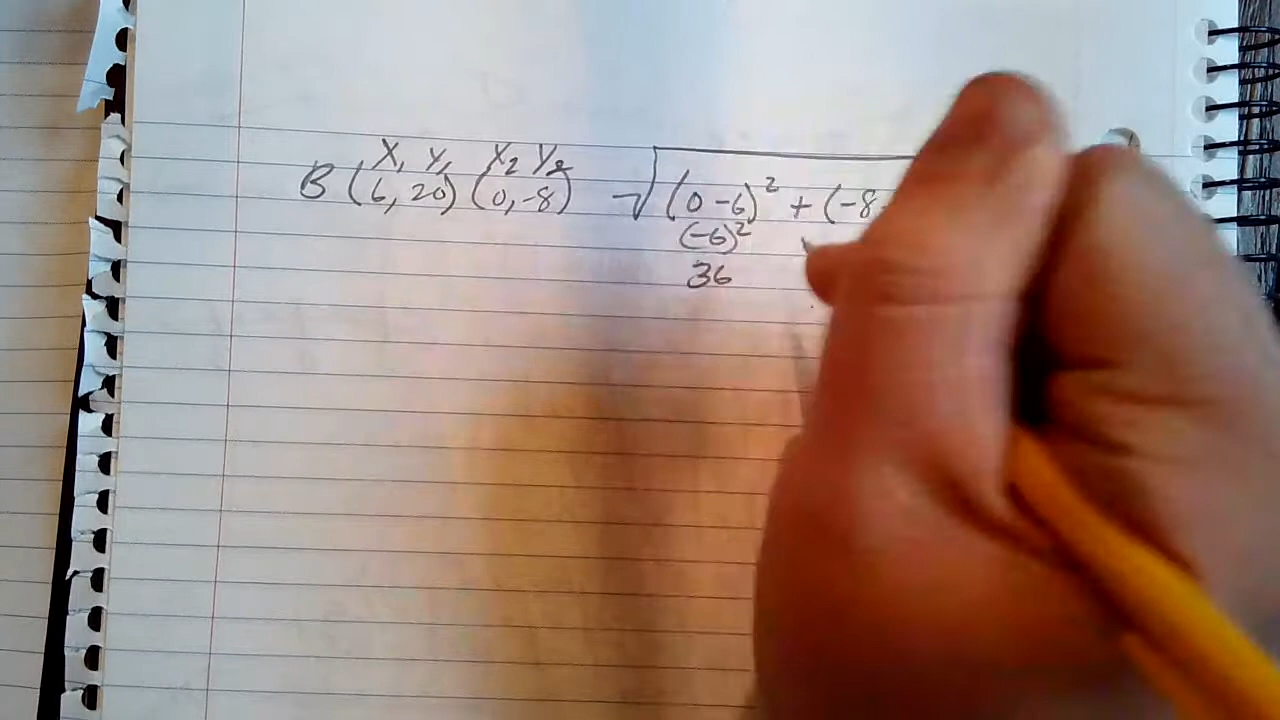 X₁ Y₁ X₂ Y₂
B (6, 20) (0, -8) √(0 - 6)² + (-8
(-6)²
36